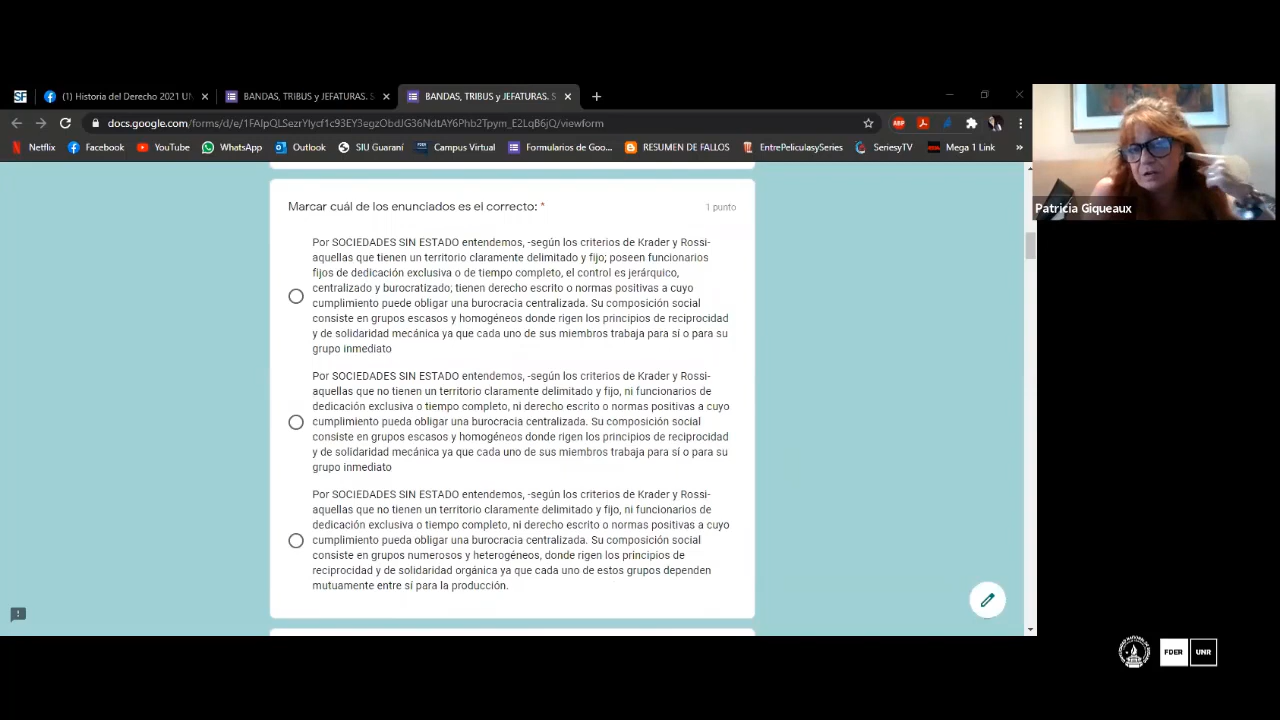 (1) Historia del Derecho 2021 UN
BANDAS, TRIBUS y JEFATURAS. S
BANDAS, TRIBUS y JEFATURAS. S
docs.google.com/forms/d/e/1FAIpQLSezrYIycf1c93EY3egzObdJG36NdtAY6Phb2Tpym_E2LqB6jQ/viewform
ABP
Netflix
Facebook
YouTube
WhatsApp
Outlook
SIU Guaraní
Campus Virtual
Formularios de Goo...
RESUMEN DE FALLOS
EntrePeliculasySeries
SeriesyTV
Mega 1 Link
»
Marcar cuál de los enunciados es el correcto: *
1 punto
Por SOCIEDADES SIN ESTADO entendemos, -según los criterios de Krader y Rossi-
aquellas que tienen un territorio claramente delimitado y fijo; poseen funcionarios
fijos de dedicación exclusiva o de tiempo completo, el control es jerárquico,
centralizado y burocratizado; tienen derecho escrito o normas positivas a cuyo
cumplimiento puede obligar una burocracia centralizada. Su composición social
consiste en grupos escasos y homogéneos donde rigen los principios de reciprocidad
y de solidaridad mecánica ya que cada uno de sus miembros trabaja para sí o para su
grupo inmediato
Por SOCIEDADES SIN ESTADO entendemos, -según los criterios de Krader y Rossi-
aquellas que no tienen un territorio claramente delimitado y fijo, ni funcionarios de
dedicación exclusiva o tiempo completo, ni derecho escrito o normas positivas a cuyo
cumplimiento pueda obligar una burocracia centralizada. Su composición social
consiste en grupos escasos y homogéneos donde rigen los principios de reciprocidad
y de solidaridad mecánica ya que cada uno de sus miembros trabaja para sí o para su
grupo inmediato
Por SOCIEDADES SIN ESTADO entendemos, -según los criterios de Krader y Rossi-
aquellas que no tienen un territorio claramente delimitado y fijo, ni funcionarios de
dedicación exclusiva o tiempo completo, ni derecho escrito o normas positivas a cuyo
cumplimiento pueda obligar una burocracia centralizada. Su composición social
consiste en grupos numerosos y heterogéneos, donde rigen los principios de
reciprocidad y de solidaridad orgánica ya que cada uno de estos grupos dependen
mutuamente entre sí para la producción.
Patricia Giqueaux
FDER
UNR